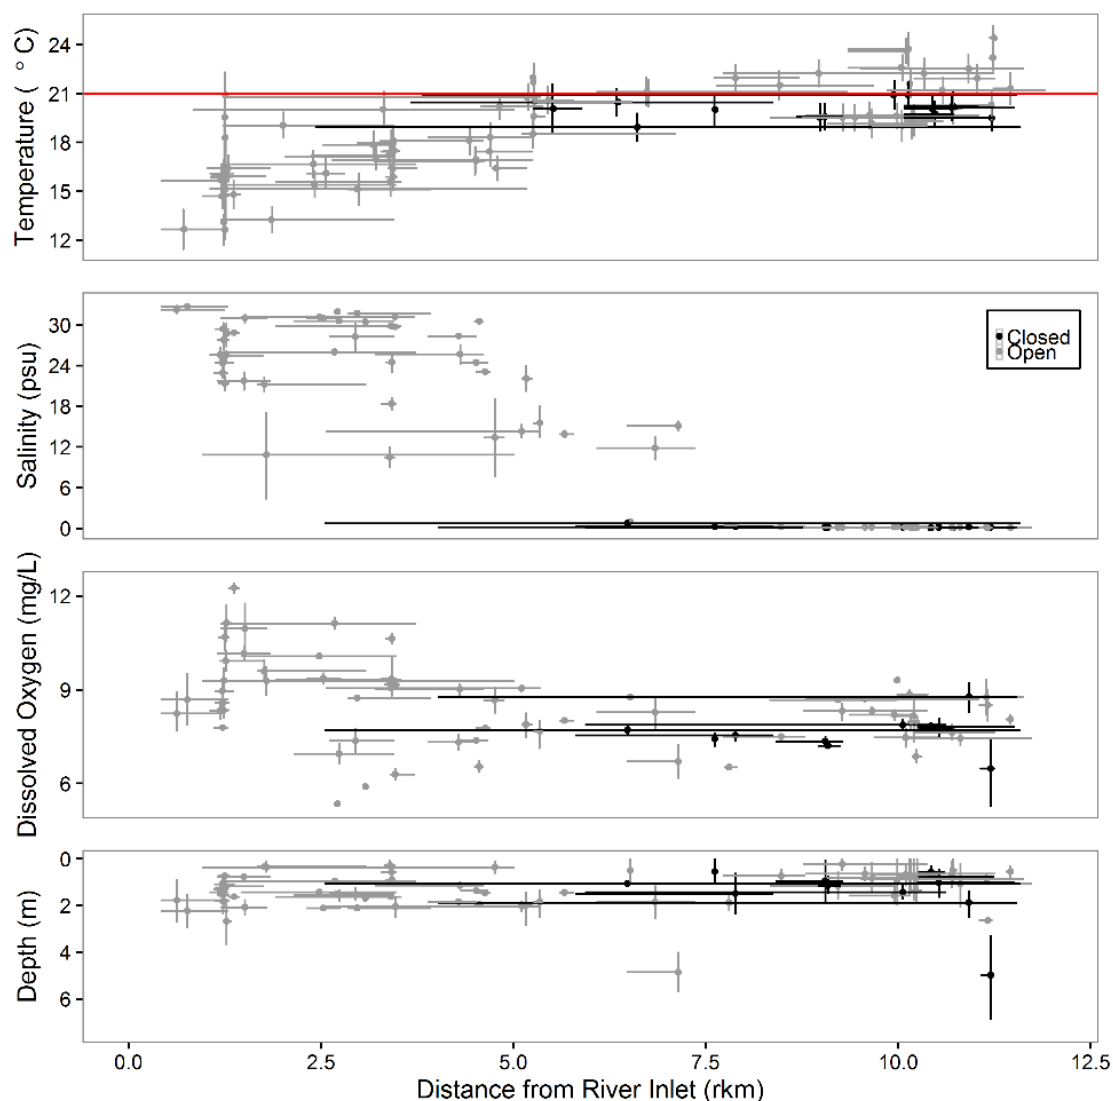 Temperature ( ° C)
24
21
18
15
12
Salinity (psu)
30
24
18
12
6
0
Closed
Open
Dissolved Oxygen (mg/L)
12
9
6
Depth (m)
0
2
4
6
0.0 2.5 5.0 7.5 10.0 12.5
Distance from River Inlet (rkm)